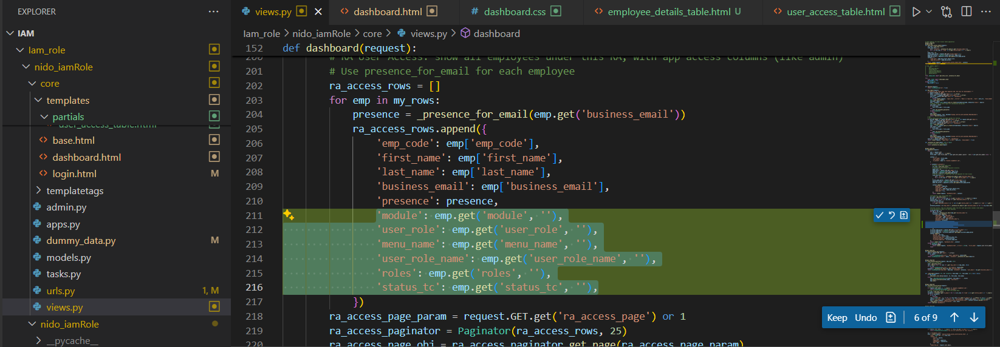 EXPLORER
IAM
Iam_role
nido_iamRole
core
templates
partials
user_access_table.html
base.html
dashboard.html
login.html M
templatetags
admin.py
apps.py
dummy_data.py M
models.py
tasks.py
urls.py 1, M
views.py
nido_iamRole
__pycache__
views.py dashboard.html dashboard.css employee_details_table.html U user_access_table.html
Iam_role > nido_iamRole > core > views.py > dashboard
152 def dashboard(request):
200 # RA User Access: show all employees under this RA, with app access columns (like admin)
201 # Use presence_for_email for each employee
202 ra_access_rows = []
203 for emp in my_rows:
204 presence = _presence_for_email(emp.get('business_email'))
205 ra_access_rows.append({
206 'emp_code': emp['emp_code'],
207 'first_name': emp['first_name'],
208 'last_name': emp['last_name'],
209 'business_email': emp['business_email'],
210 'presence': presence,
211 'module': emp.get('module', ''),
212 'user_role': emp.get('user_role', ''),
213 'menu_name': emp.get('menu_name', ''),
214 'user_role_name': emp.get('user_role_name', ''),
215 'roles': emp.get('roles', ''),
216 'status_tc': emp.get('status_tc', ''),
217 })
218 ra_access_page_param = request.GET.get('ra_access_page') or 1
219 ra_access_paginator = Paginator(ra_access_rows, 25)
220 ra_access_page_obj = ra_access_paginator.get_page(ra_access_page_param)
Keep Undo 6 of 9